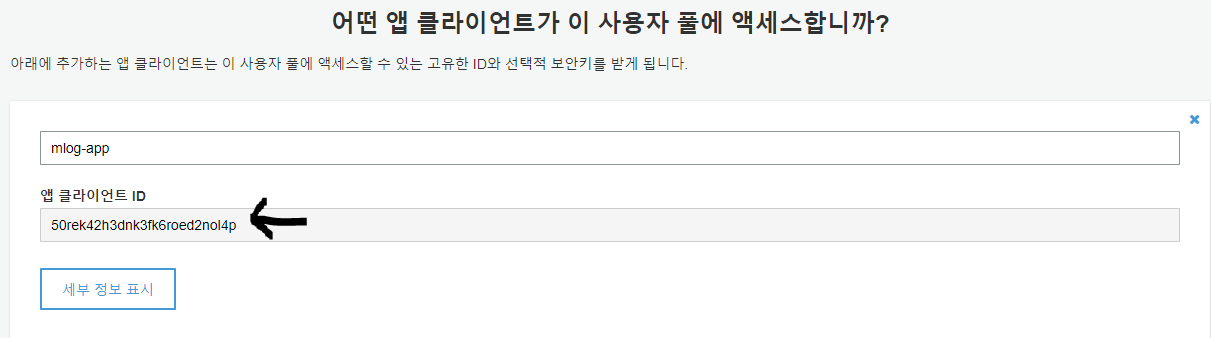 어떤 앱 클라이언트가 이 사용자 풀에 액세스합니까?
아래에 추가하는 앱 클라이언트는 이 사용자 풀에 액세스할 수 있는 고유한 ID와 선택적 보안키를 받게 됩니다.
mlog-app
앱 클라이언트 ID
50rek42h3dnk3fk6roed2nol4p
세부 정보 표시